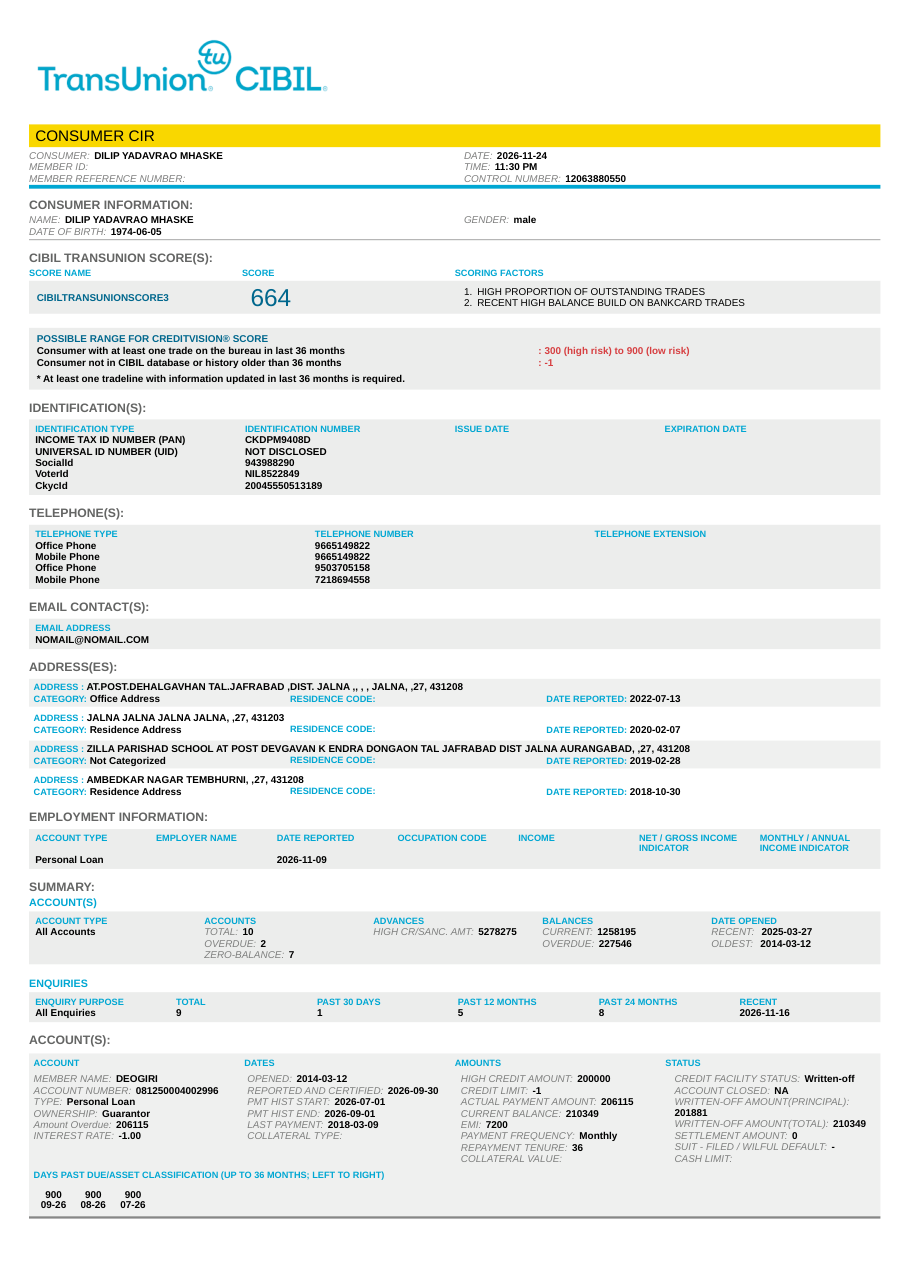 tu
TransUnion® CIBIL®
CONSUMER CIR
CONSUMER: DILIP YADAVRAO MHASKE DATE: 2026-11-24
MEMBER ID: TIME: 11:30 PM
MEMBER REFERENCE NUMBER: CONTROL NUMBER: 12063880550
CONSUMER INFORMATION:
NAME: DILIP YADAVRAO MHASKE GENDER: male
DATE OF BIRTH: 1974-06-05
CIBIL TRANSUNION SCORE(S):
SCORE NAME SCORE SCORING FACTORS
CIBILTRANSUNIONSCORE3 664
1. HIGH PROPORTION OF OUTSTANDING TRADES
2. RECENT HIGH BALANCE BUILD ON BANKCARD TRADES
POSSIBLE RANGE FOR CREDITVISION® SCORE
Consumer with at least one trade on the bureau in last 36 months : 300 (high risk) to 900 (low risk)
Consumer not in CIBIL database or history older than 36 months : -1
* At least one tradeline with information updated in last 36 months is required.
IDENTIFICATION(S):
IDENTIFICATION TYPE IDENTIFICATION NUMBER ISSUE DATE EXPIRATION DATE
INCOME TAX ID NUMBER (PAN) CKDPM9408D
UNIVERSAL ID NUMBER (UID) NOT DISCLOSED
SocialId 943988290
VoterId NIL8522849
CkycId 20045550513189
TELEPHONE(S):
TELEPHONE TYPE TELEPHONE NUMBER TELEPHONE EXTENSION
Office Phone 9665149822
Mobile Phone 9665149822
Office Phone 9503705158
Mobile Phone 7218694558
EMAIL CONTACT(S):
EMAIL ADDRESS
NOMAIL@NOMAIL.COM
ADDRESS(ES):
ADDRESS : AT.POST.DEHALGAVHAN TAL.JAFRABAD ,DIST. JALNA ,, , , JALNA, ,27, 431208
CATEGORY: Office Address RESIDENCE CODE: DATE REPORTED: 2022-07-13
ADDRESS : JALNA JALNA JALNA JALNA, ,27, 431203
CATEGORY: Residence Address RESIDENCE CODE: DATE REPORTED: 2020-02-07
ADDRESS : ZILLA PARISHAD SCHOOL AT POST DEVGAVAN K ENDRA DONGAON TAL JAFRABAD DIST JALNA AURANGABAD, ,27, 431208
CATEGORY: Not Categorized RESIDENCE CODE: DATE REPORTED: 2019-02-28
ADDRESS : AMBEDKAR NAGAR TEMBHURNI, ,27, 431208
CATEGORY: Residence Address RESIDENCE CODE: DATE REPORTED: 2018-10-30
EMPLOYMENT INFORMATION:
ACCOUNT TYPE EMPLOYER NAME DATE REPORTED OCCUPATION CODE INCOME NET / GROSS INCOME MONTHLY / ANNUAL
INDICATOR INCOME INDICATOR
Personal Loan 2026-11-09
SUMMARY:
ACCOUNT(S)
ACCOUNT TYPE ACCOUNTS ADVANCES BALANCES DATE OPENED
All Accounts TOTAL: 10 HIGH CR/SANC. AMT: 5278275 CURRENT: 1258195 RECENT: 2025-03-27
OVERDUE: 2 OVERDUE: 227546 OLDEST: 2014-03-12
ZERO-BALANCE: 7
ENQUIRIES
ENQUIRY PURPOSE TOTAL PAST 30 DAYS PAST 12 MONTHS PAST 24 MONTHS RECENT
All Enquiries 9 1 5 8 2026-11-16
ACCOUNT(S):
ACCOUNT DATES AMOUNTS STATUS
MEMBER NAME: DEOGIRI OPENED: 2014-03-12 HIGH CREDIT AMOUNT: 200000 CREDIT FACILITY STATUS: Written-off
ACCOUNT NUMBER: 081250004002996 REPORTED AND CERTIFIED: 2026-09-30 CREDIT LIMIT: -1 ACCOUNT CLOSED: NA
TYPE: Personal Loan PMT HIST START: 2026-07-01 ACTUAL PAYMENT AMOUNT: 206115 WRITTEN-OFF AMOUNT(PRINCIPAL):
OWNERSHIP: Guarantor PMT HIST END: 2026-09-01 CURRENT BALANCE: 210349 201881
Amount Overdue: 206115 LAST PAYMENT: 2018-03-09 EMI: 7200 WRITTEN-OFF AMOUNT(TOTAL): 210349
INTEREST RATE: -1.00 COLLATERAL TYPE: PAYMENT FREQUENCY: Monthly SETTLEMENT AMOUNT: 0
REPAYMENT TENURE: 36 SUIT - FILED / WILFUL DEFAULT: -
COLLATERAL VALUE: CASH LIMIT:
DAYS PAST DUE/ASSET CLASSIFICATION (UP TO 36 MONTHS; LEFT TO RIGHT)
900 900 900
09-26 08-26 07-26